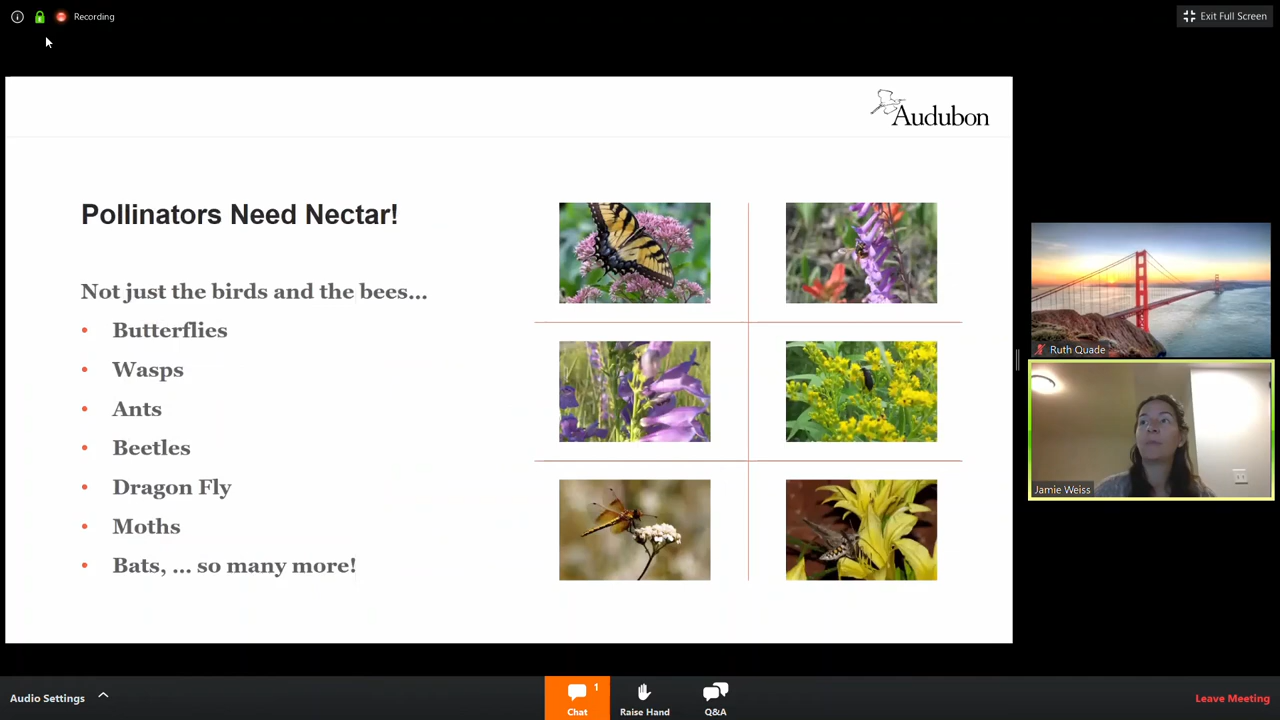 Recording
Exit Full Screen
Audubon
Pollinators Need Nectar!
Not just the birds and the bees...
• Butterflies
• Wasps
• Ants
• Beetles
• Dragon Fly
• Moths
• Bats, ... so many more!
Ruth Quade
Jamie Weiss
Audio Settings
1
Chat
Raise Hand
Q&A
Leave Meeting